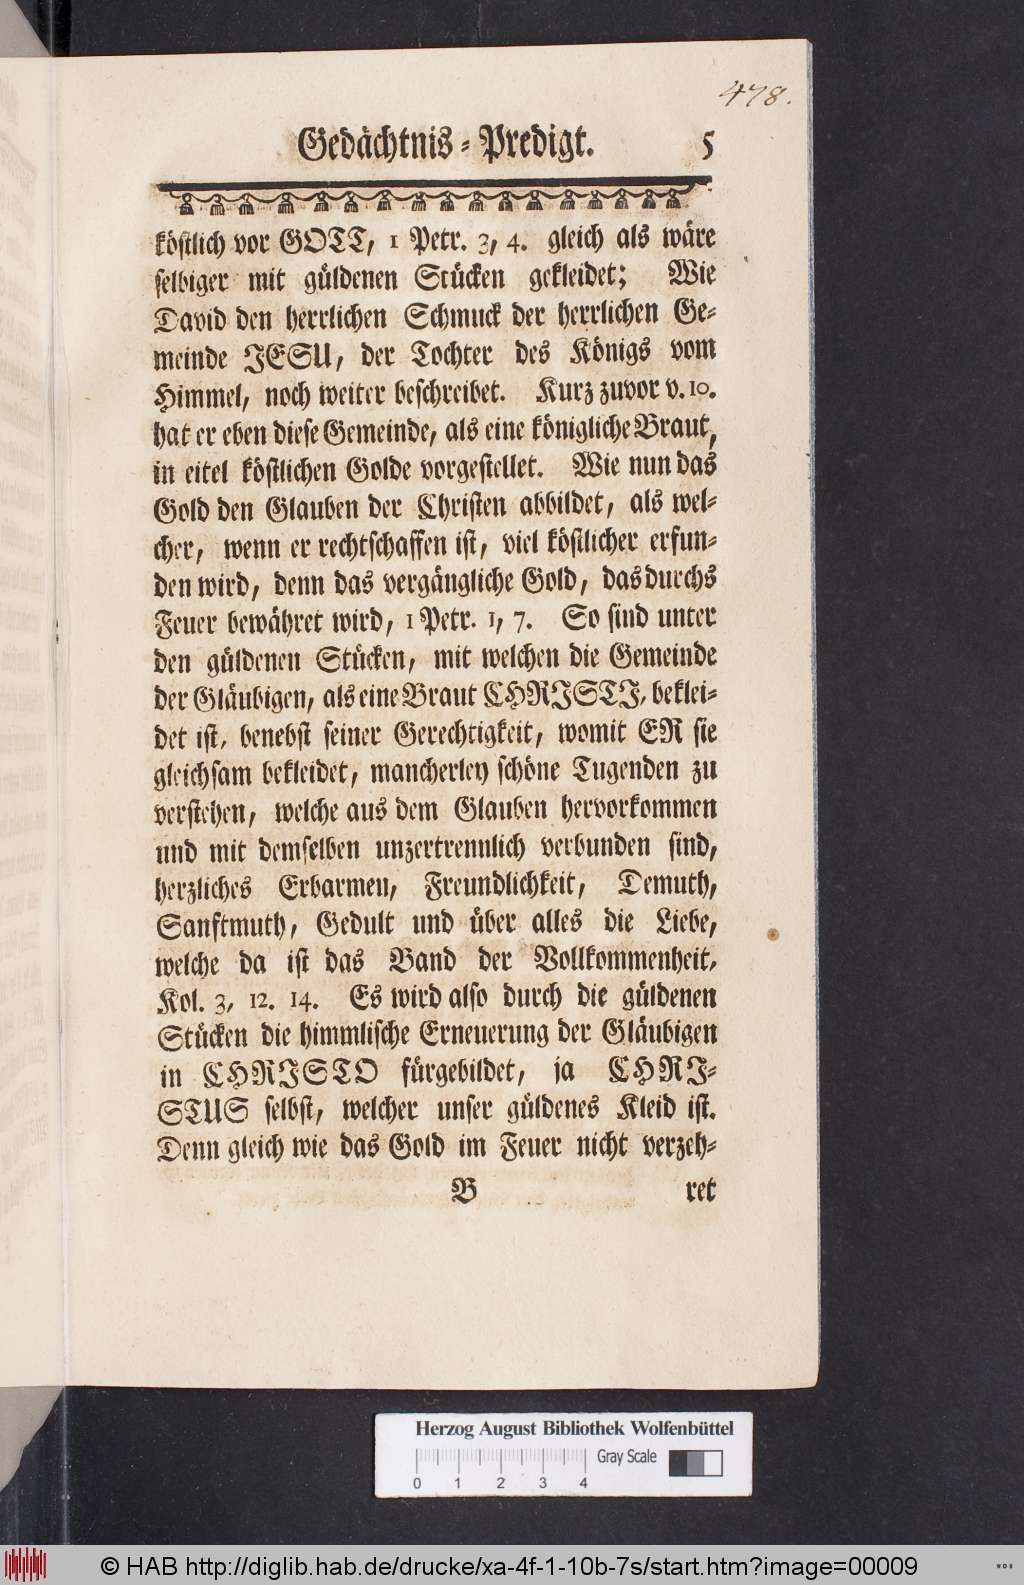 478.
Gedächtnis-Predigt. 5
köstlich vor GOTT, 1 Petr. 3, 4. gleich als wäre
selbiger mit güldenen Stücken gekleidet; Wie
David den herrlichen Schmuck der herrlichen Ge-
meinde JESU, der Tochter des Königs vom
Himmel, noch weiter beschreibet. Kurz zuvor v. 10.
hat er eben diese Gemeinde, als eine königliche Braut,
in eitel köstlichen Golde vorgestellet. Wie nun das
Gold den Glauben der Christen abbildet, als wel-
cher, wenn er rechtschaffen ist, viel köstlicher erfun-
den wird, denn das vergängliche Gold, das durchs
Feuer bewähret wird, 1 Petr. 1, 7. So sind unter
den güldenen Stücken, mit welchen die Gemeinde
der Gläubigen, als eine Braut CHRISTI, beklei-
det ist, benebst seiner Gerechtigkeit, womit ER sie
gleichsam bekleidet, mancherley schöne Tugenden zu
verstehen, welche aus dem Glauben hervorkommen
und mit demselben unzertrennlich verbunden sind,
herzliches Erbarmen, Freundlichkeit, Demuth,
Sanftmuth, Gedult und über alles die Liebe,
welche da ist das Band der Vollkommenheit,
Kol. 3, 12. 14. Es wird also durch die güldenen
Stücken die himmlische Erneuerung der Gläubigen
in CHRISTO fürgebildet, ja CHRI-
STUS selbst, welcher unser güldenes Kleid ist.
Denn gleich wie das Gold im Feuer nicht verzeh-
B ret
Herzog August Bibliothek Wolfenbüttel
Gray Scale
0 1 2 3 4
© HAB http://diglib.hab.de/drucke/xa-4f-1-10b-7s/start.htm?image=00009